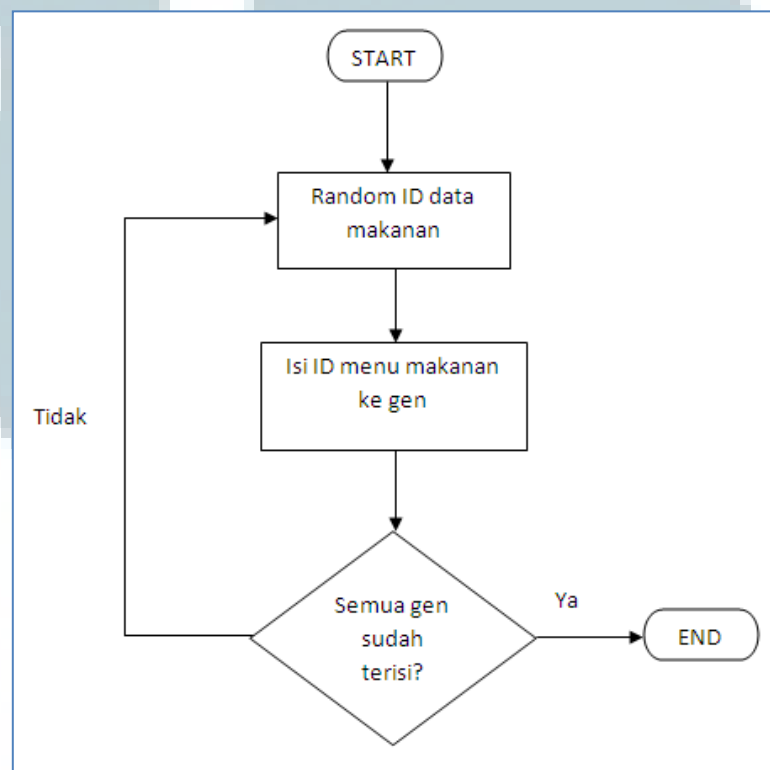 START
Random ID data
makanan
Isi ID menu makanan
ke gen
Tidak
Semua gen
sudah
terisi?
Ya
END